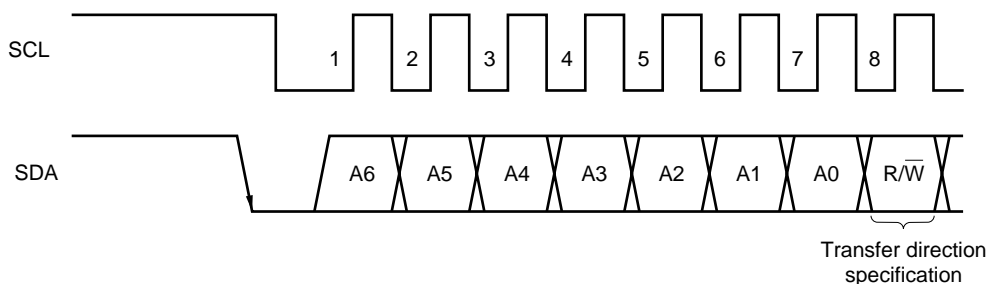 SCL
1 2 3 4 5 6 7 8
SDA
A6 A5 A4 A3 A2 A1 A0 R/W̅
Transfer direction
specification